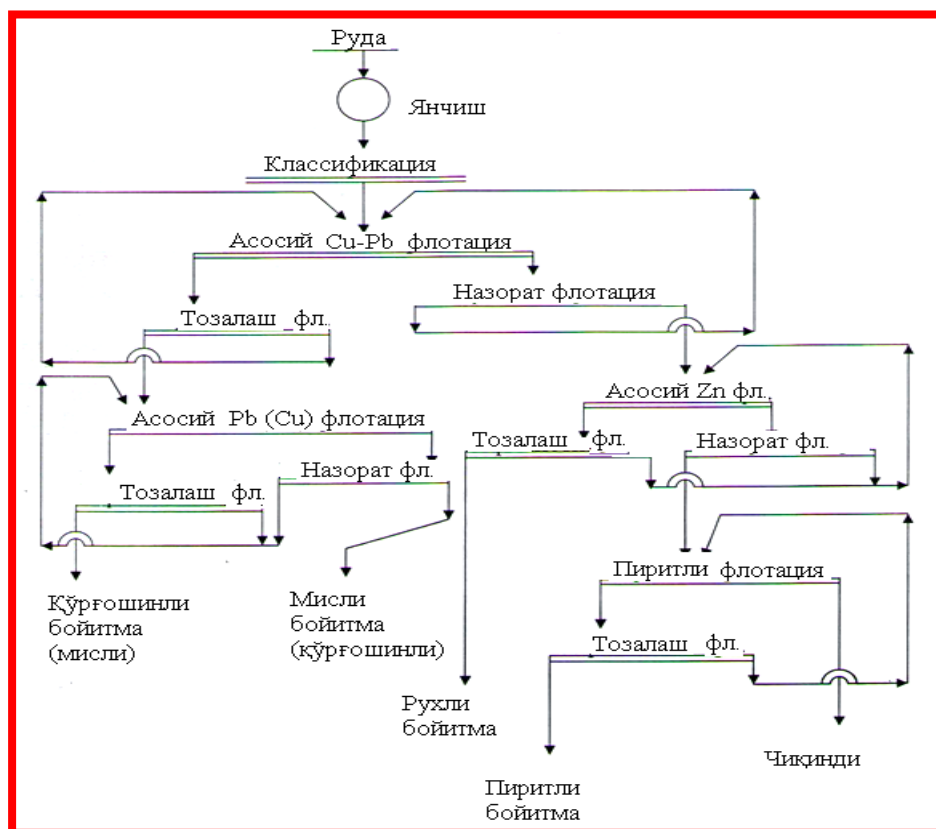 Руда
Янчиш
Классификация
Асосий Cu-Pb флотация
Назорат флотация
Тозалаш фл.
Асосий Zn фл.
Асосий Pb (Cu) флотация
Тозалаш фл.
Назорат фл.
Назорат фл.
Тозалаш фл.
Пиритли флотация
Қўрғошинли
бойитма
(мисли)
Мисли
бойитма
(қўрғошинли)
Тозалаш фл.
Рухли
бойитма
Чиқинди
Пиритли
бойитма